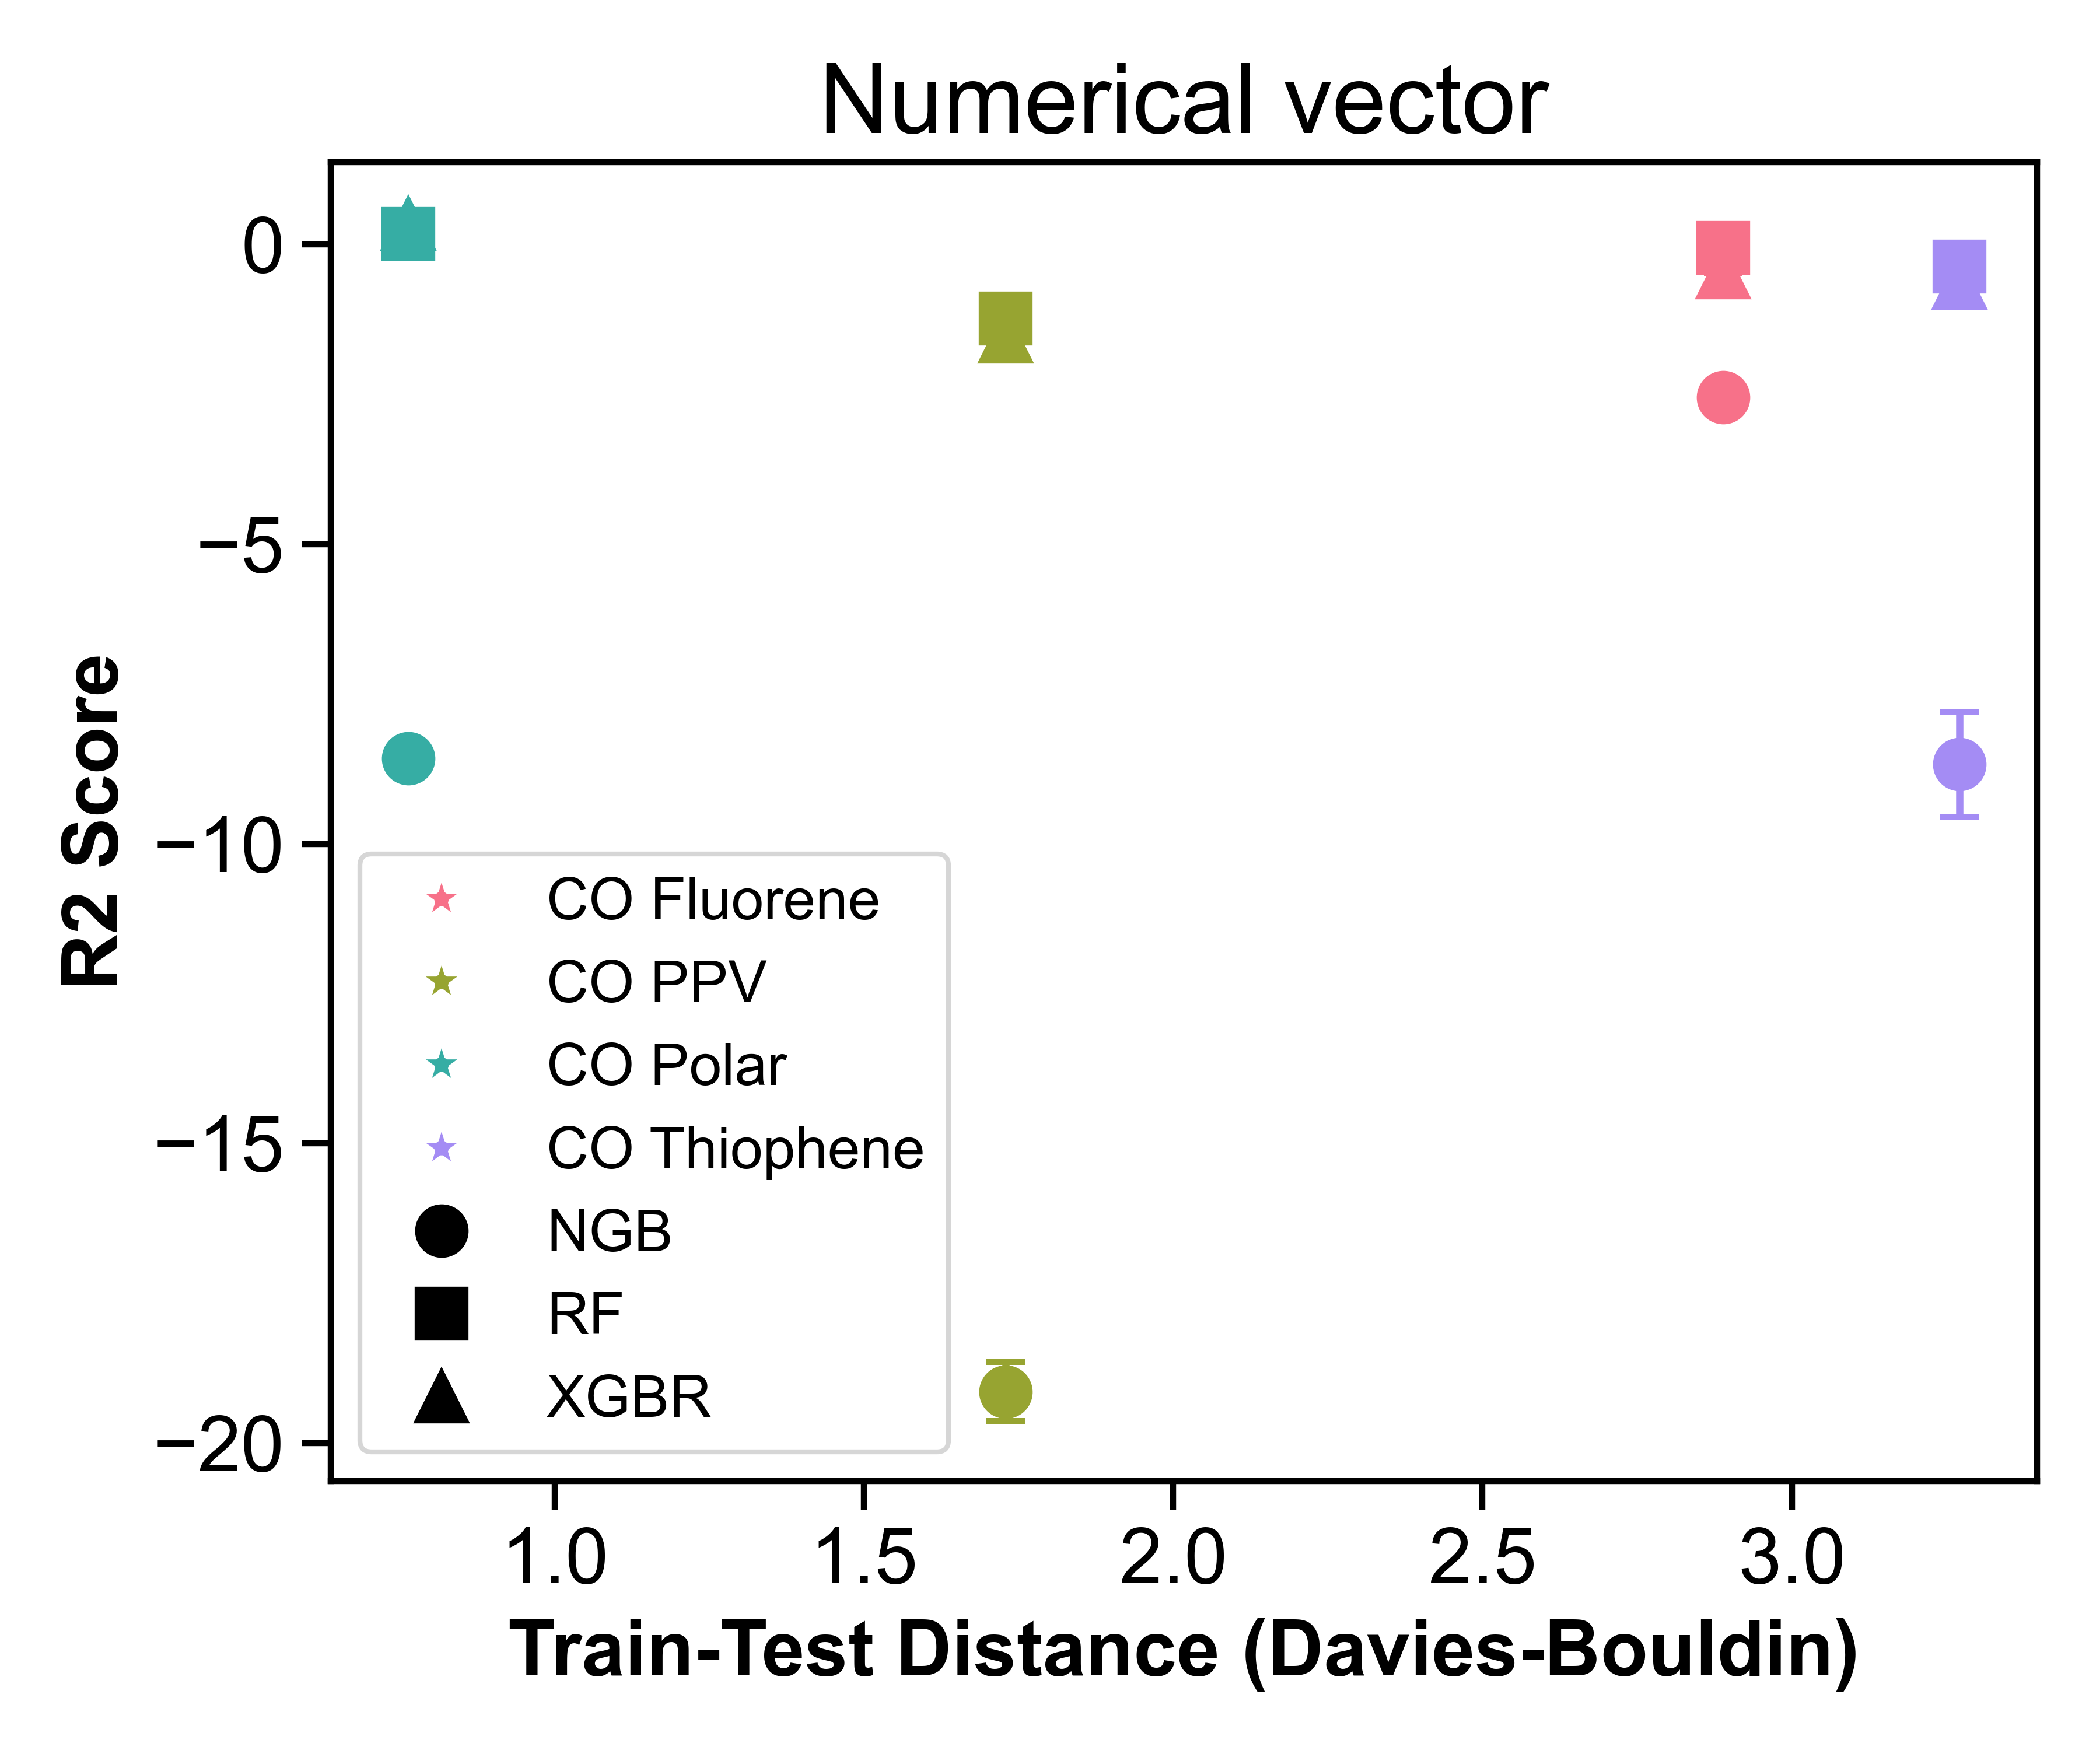 Numerical vector
R2 Score
0
−5
−10
−15
−20
CO Fluorene
CO PPV
CO Polar
CO Thiophene
NGB
RF
XGBR
1.0
1.5
2.0
2.5
3.0
Train-Test Distance (Davies-Bouldin)